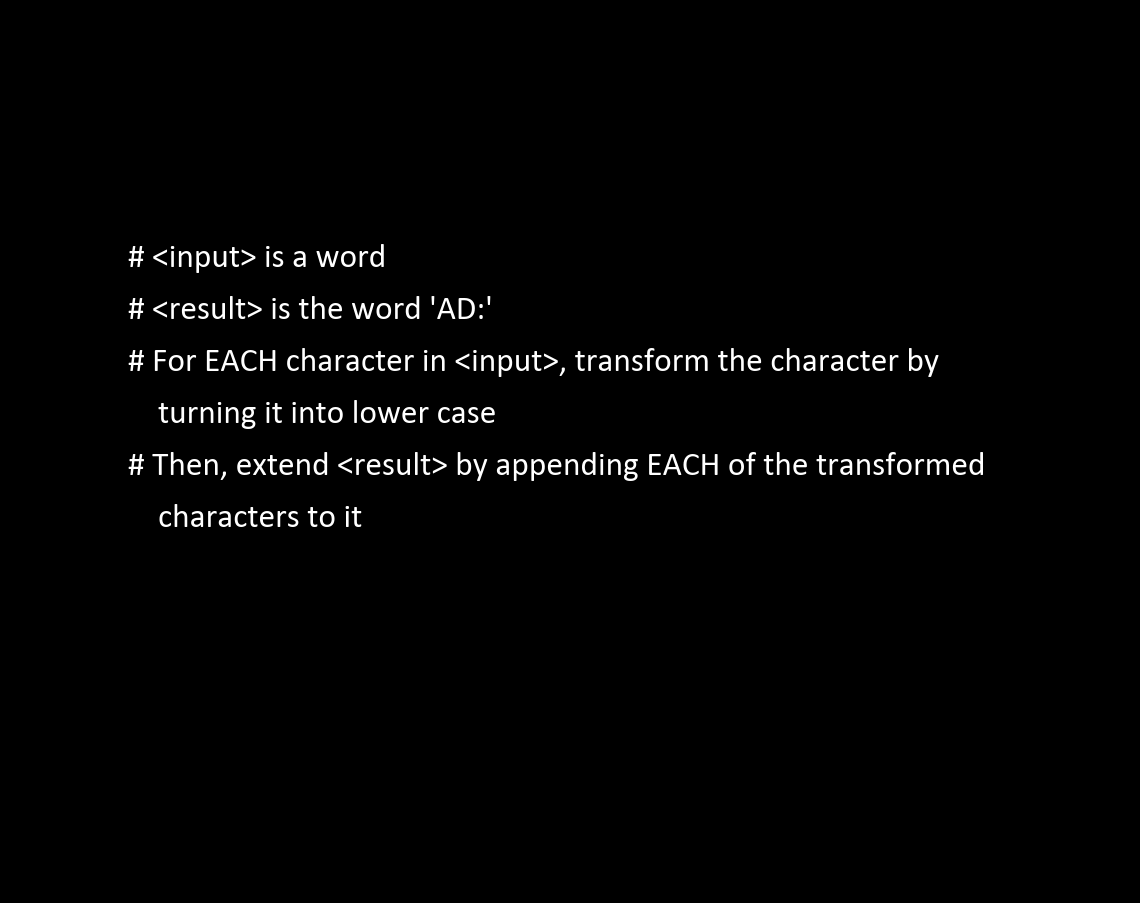 # <input> is a word
# <result> is the word 'AD:'
# For EACH character in <input>, transform the character by
turning it into lower case
# Then, extend <result> by appending EACH of the transformed
characters to it